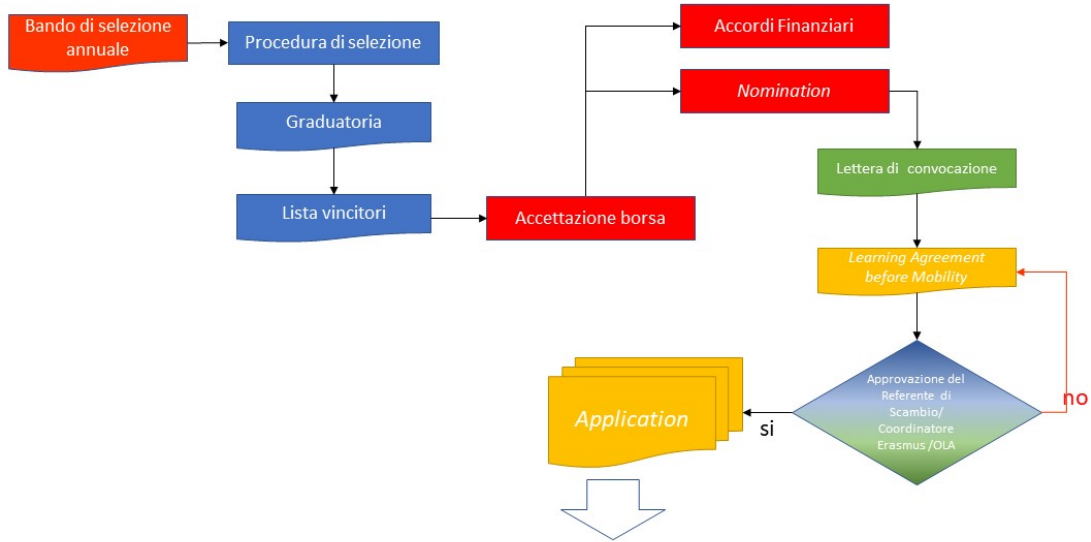 Bando di selezione
annuale
Procedura di selezione
Graduatoria
Lista vincitori
Accettazione borsa
Accordi Finanziari
Nomination
Lettera di convocazione
Learning Agreement
before Mobility
Approvazione del
Referente di
Scambio/
Coordinatore
Erasmus /OLA
no
si
Application